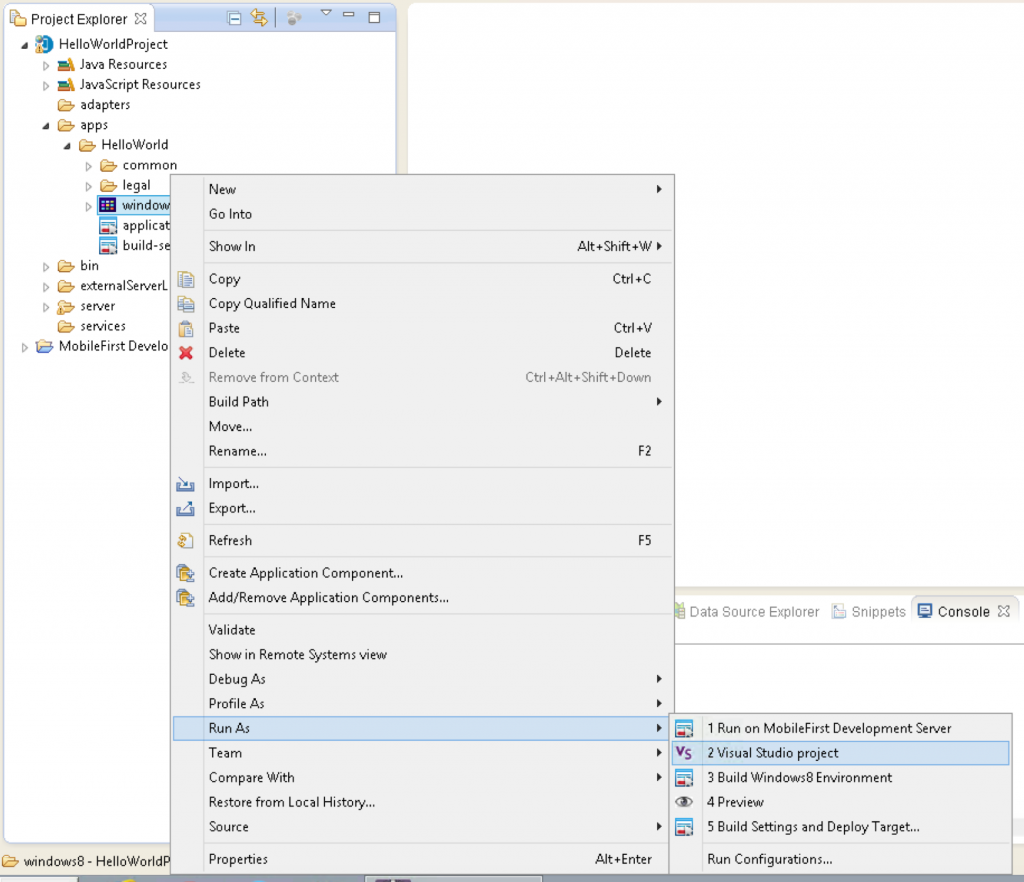 Project Explorer
HelloWorldProject
Java Resources
JavaScript Resources
adapters
apps
HelloWorld
common
legal
window
applicat
build-se
bin
externalServerL
server
services
MobileFirst Develo
New
Go Into
Show In Alt+Shift+W
Copy Ctrl+C
Copy Qualified Name
Paste Ctrl+V
Delete Delete
Remove from Context Ctrl+Alt+Shift+Down
Build Path
Move...
Rename... F2
Import...
Export...
Refresh F5
Create Application Component...
Add/Remove Application Components...
Validate
Show in Remote Systems view
Debug As
Profile As
Run As
Team
Compare With
Restore from Local History...
Source
Properties Alt+Enter
Data Source Explorer Snippets Console
1 Run on MobileFirst Development Server
VS 2 Visual Studio project
3 Build Windows8 Environment
4 Preview
5 Build Settings and Deploy Target...
Run Configurations...
windows8 - HelloWorldP